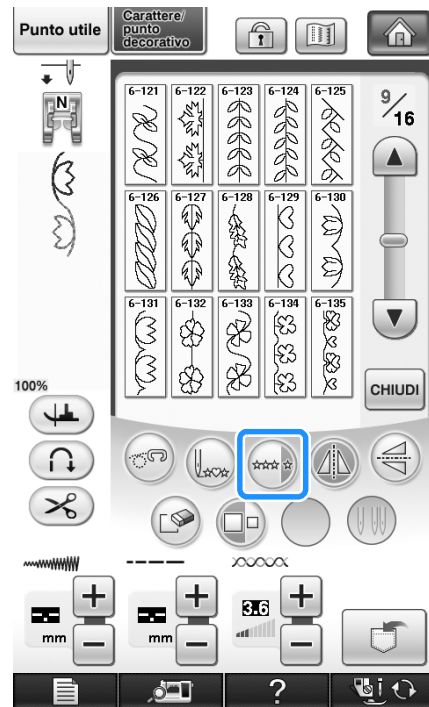 Punto utile
Carattere/
punto
decorativo
N
6-121 6-122 6-123 6-124 6-125
9/16
6-126 6-127 6-128 6-129 6-130
6-131 6-132 6-133 6-134 6-135
100%
CHIUDI
3.6
+ + +
mm mm
- - -
?